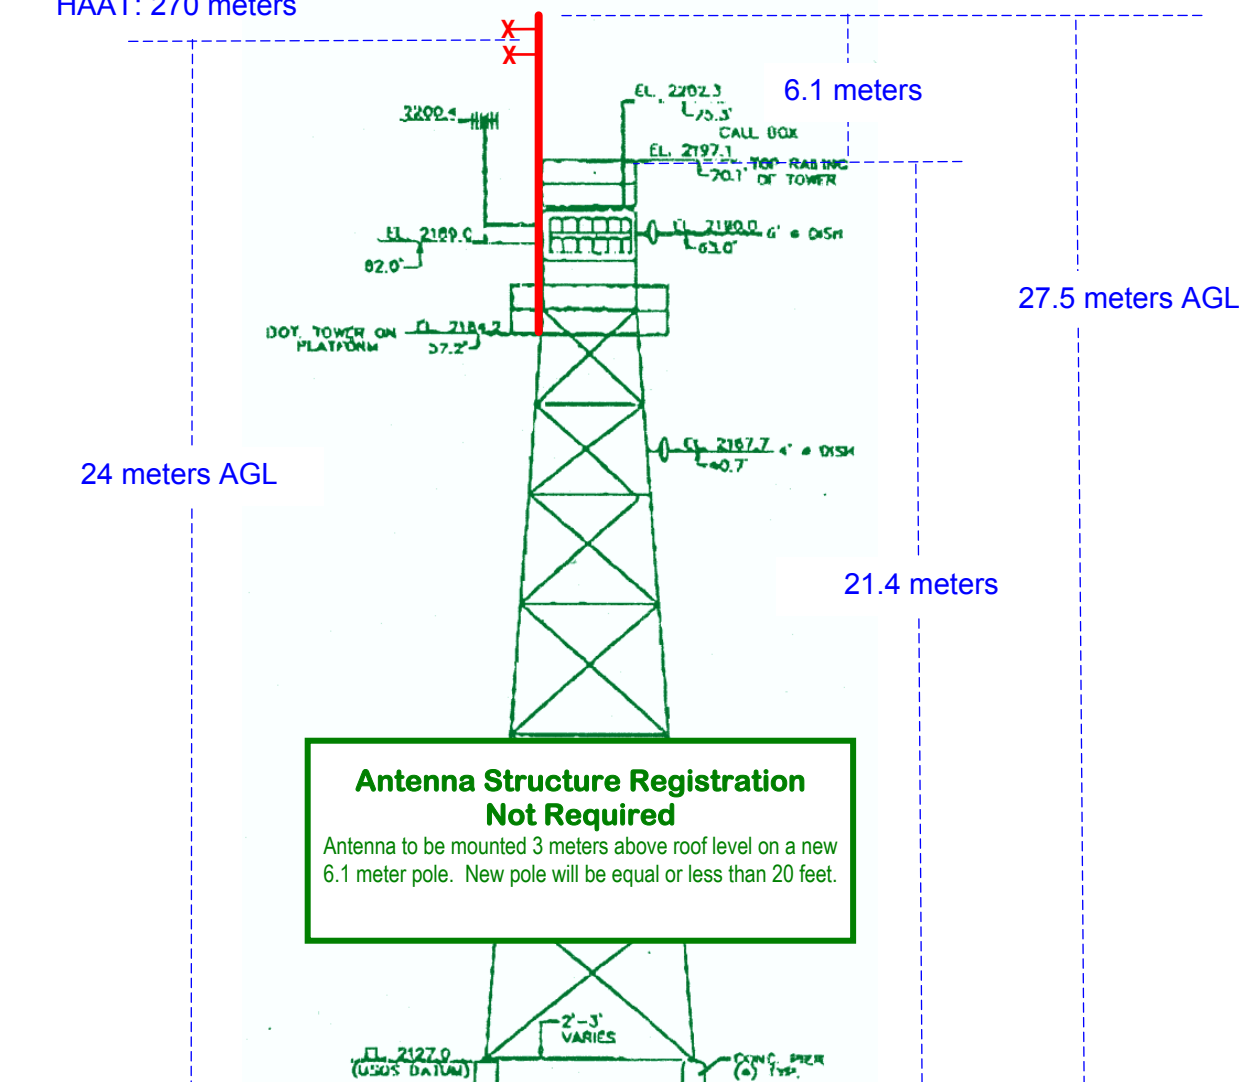 HAAT: 270 meters
X
X
EL. 2202.3
75.3'
6.1 meters
2200.4
CALL BOX
EL. 2197.1
TOP RAILING
70.1'
OF TOWER
EL. 2189.0
62.0'
EL. 2190.0
6' ø DISH
63.0'
27.5 meters AGL
DOT. TOWER ON
PLATFORM
EL. 2184.2
57.2'
24 meters AGL
EL. 2167.7
4' ø DISH
40.7'
21.4 meters
Antenna Structure Registration
Not Required
Antenna to be mounted 3 meters above roof level on a new
6.1 meter pole. New pole will be equal or less than 20 feet.
2'-3'
VARIES
EL. 2127.0
(USGS DATUM)
CONC. PIER
(4) TYP.